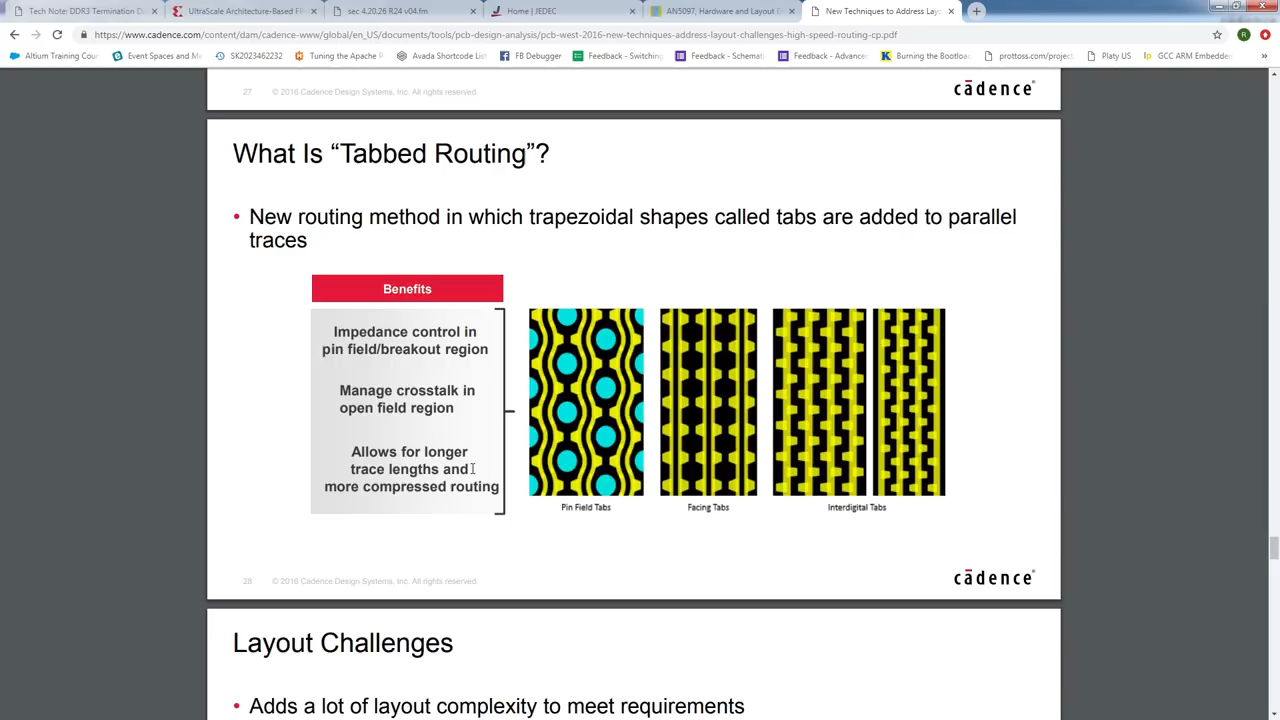 Tech Note: DDR3 Termination D
UltraScale Architecture-Based FI
sec 4.20.26 R24 v04.fm
Home | JEDEC
AN5097, Hardware and Layout D
New Techniques to Address Lay
https://www.cadence.com/content/dam/cadence-www/global/en_US/documents/tools/pcb-design-analysis/pcb-west-2016-new-techniques-address-layout-challenges-high-speed-routing-cp.pdf
R
Altium Training Cour
Event Spaces and Me
SK2023462232
Tuning the Apache P
Avada Shortcode List
FB Debugger
Feedback - Switching
Feedback - Schemati
Feedback - Advance
Burning the Bootloa
prottoss.com/project
Platy US
GCC ARM Embedded
27 © 2016 Cadence Design Systems, Inc. All rights reserved.
cādence®
What Is “Tabbed Routing”?
• New routing method in which trapezoidal shapes called tabs are added to parallel
traces
Benefits
Impedance control in
pin field/breakout region
Manage crosstalk in
open field region
Allows for longer
trace lengths and
more compressed routing
Pin Field Tabs
Facing Tabs
Interdigital Tabs
28 © 2016 Cadence Design Systems, Inc. All rights reserved.
cādence®
Layout Challenges
• Adds a lot of layout complexity to meet requirements